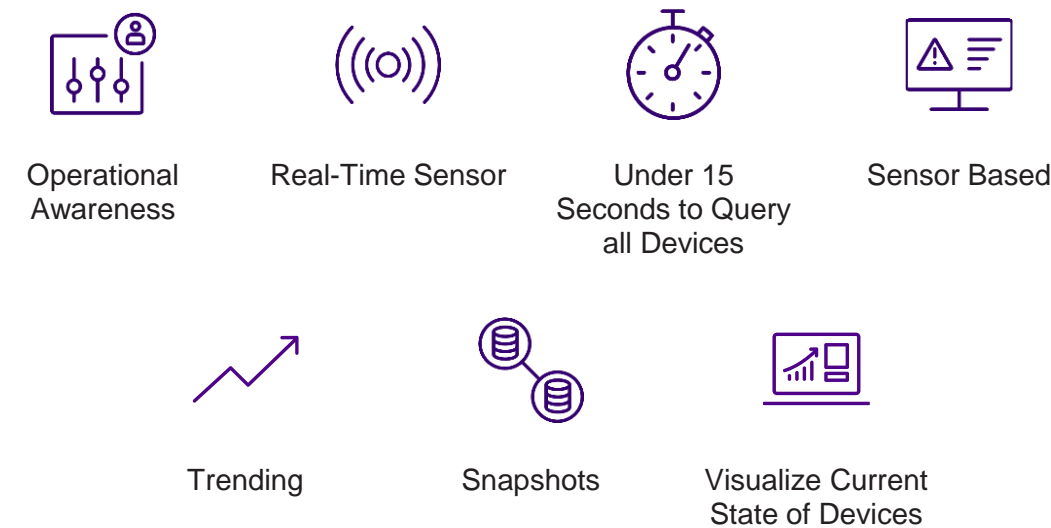 Operational
Awareness
Real-Time Sensor
Under 15
Seconds to Query
all Devices
Sensor Based
Trending
Snapshots
Visualize Current
State of Devices